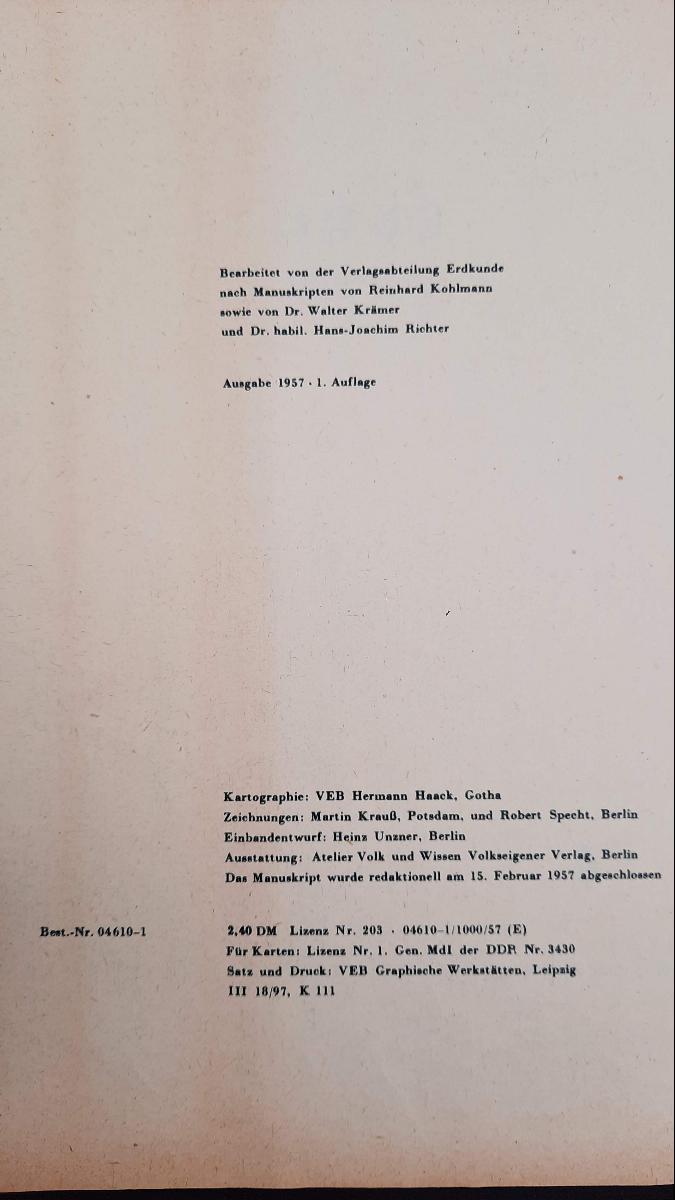 Bearbeitet von der Verlagsabteilung Erdkunde
nach Manuskripten von Reinhard Kohlmann
sowie von Dr. Walter Krämer
und Dr. habil. Hans-Joachim Richter
Ausgabe 1957 · 1. Auflage
Kartographie: VEB Hermann Haack, Gotha
Zeichnungen: Martin Krauß, Potsdam, und Robert Specht, Berlin
Einbandentwurf: Heinz Unzner, Berlin
Ausstattung: Atelier Volk und Wissen Volkseigener Verlag, Berlin
Das Manuskript wurde redaktionell am 15. Februar 1957 abgeschlossen
Best.-Nr. 04610-1
2,40 DM Lizenz Nr. 203 · 04610-1/1000/57 (E)
Für Karten: Lizenz Nr. 1. Gen. MdI der DDR Nr. 3430
Satz und Druck: VEB Graphische Werkstätten, Leipzig
III 18/97, K 111